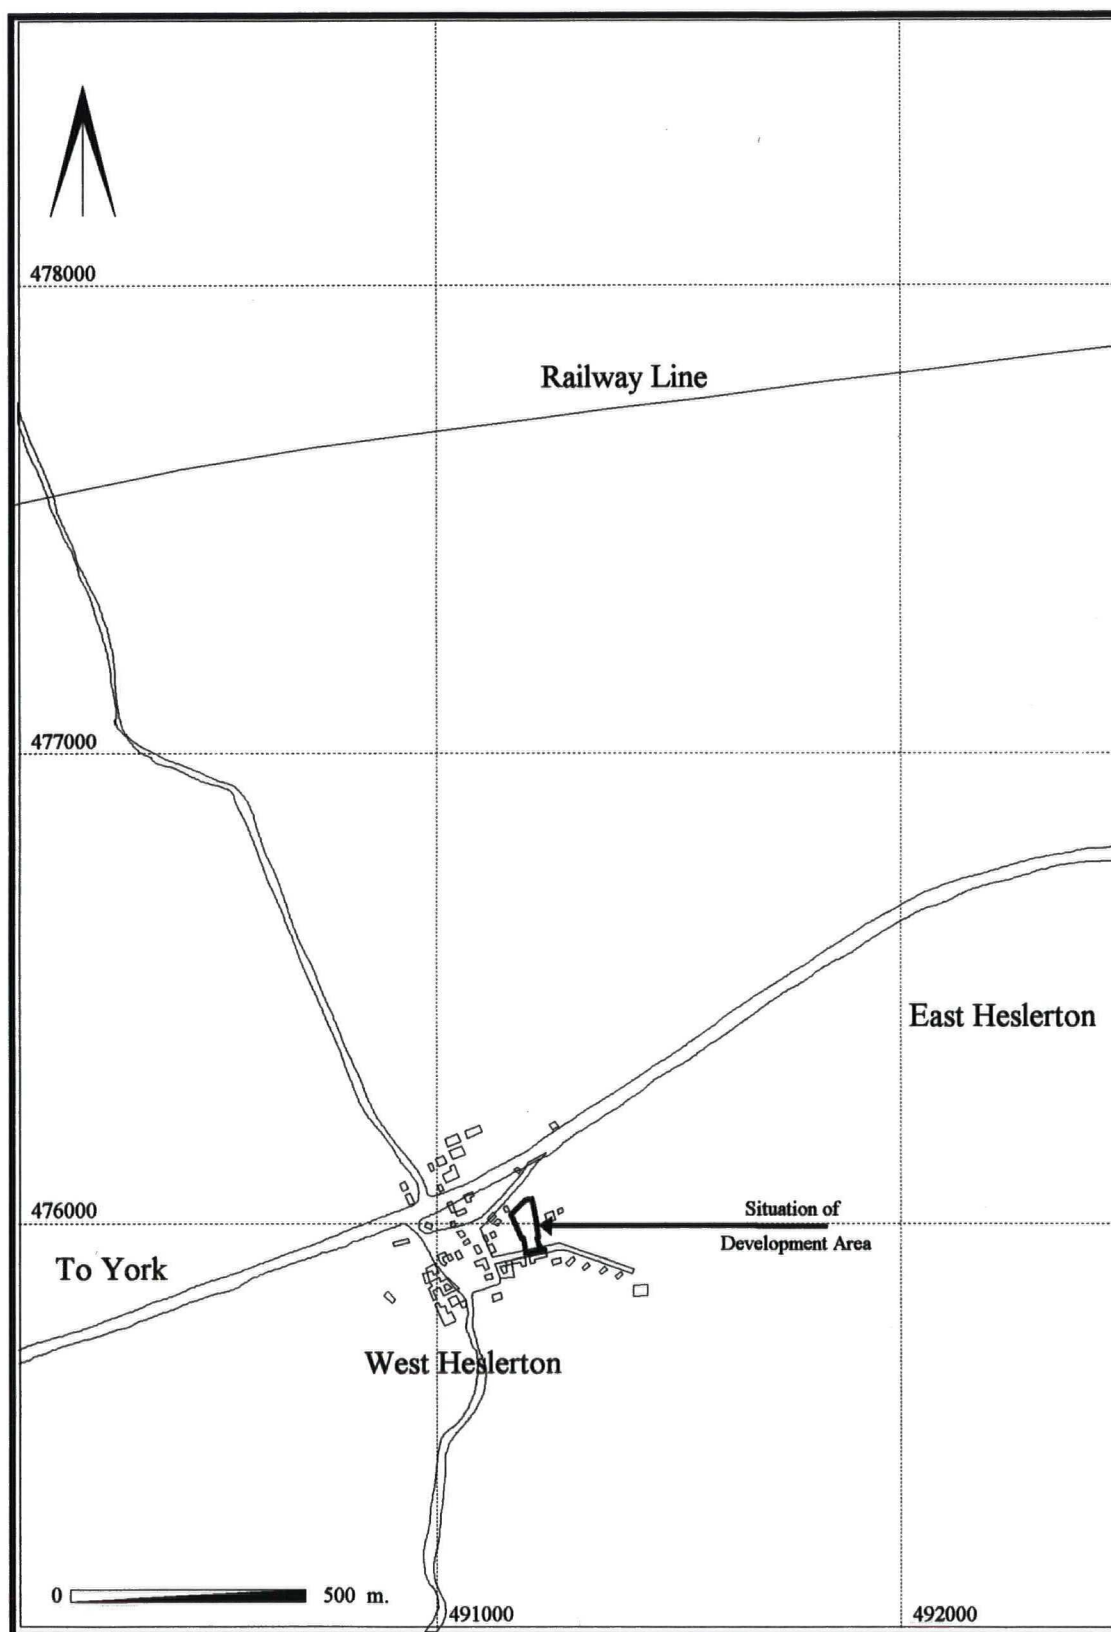 478000
Railway Line
477000
East Heslerton
476000
Situation of
Development Area
To York
West Heslerton
0 500 m.
491000
492000